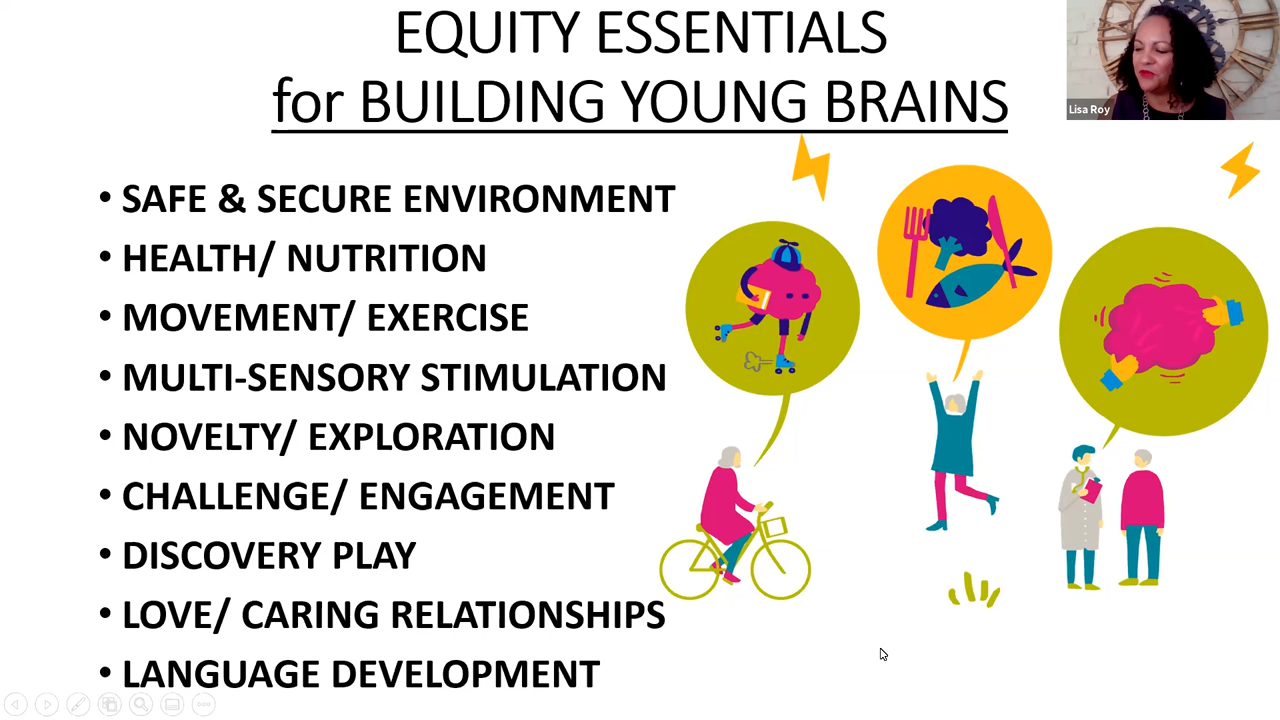 EQUITY ESSENTIALS
for BUILDING YOUNG BRAINS
Lisa Roy
• SAFE & SECURE ENVIRONMENT
• HEALTH/ NUTRITION
• MOVEMENT/ EXERCISE
• MULTI-SENSORY STIMULATION
• NOVELTY/ EXPLORATION
• CHALLENGE/ ENGAGEMENT
• DISCOVERY PLAY
• LOVE/ CARING RELATIONSHIPS
• LANGUAGE DEVELOPMENT